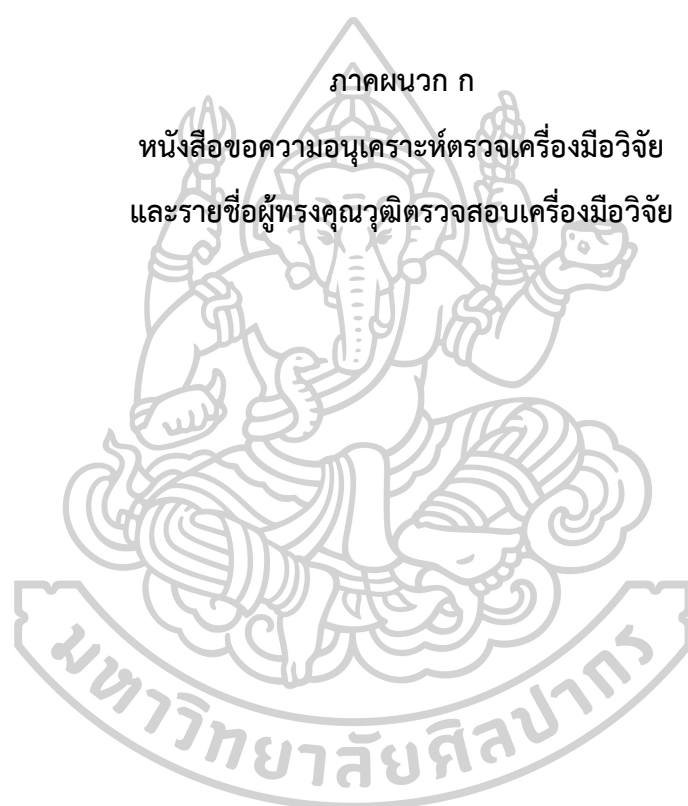 ภาคผนวก ก
หนังสือขอความอนุเคราะห์ตรวจเครื่องมือวิจัย
และรายชื่อผู้ทรงคุณวุฒิตรวจสอบเครื่องมือวิจัย
มหาวิทยาลัยศิลปากร